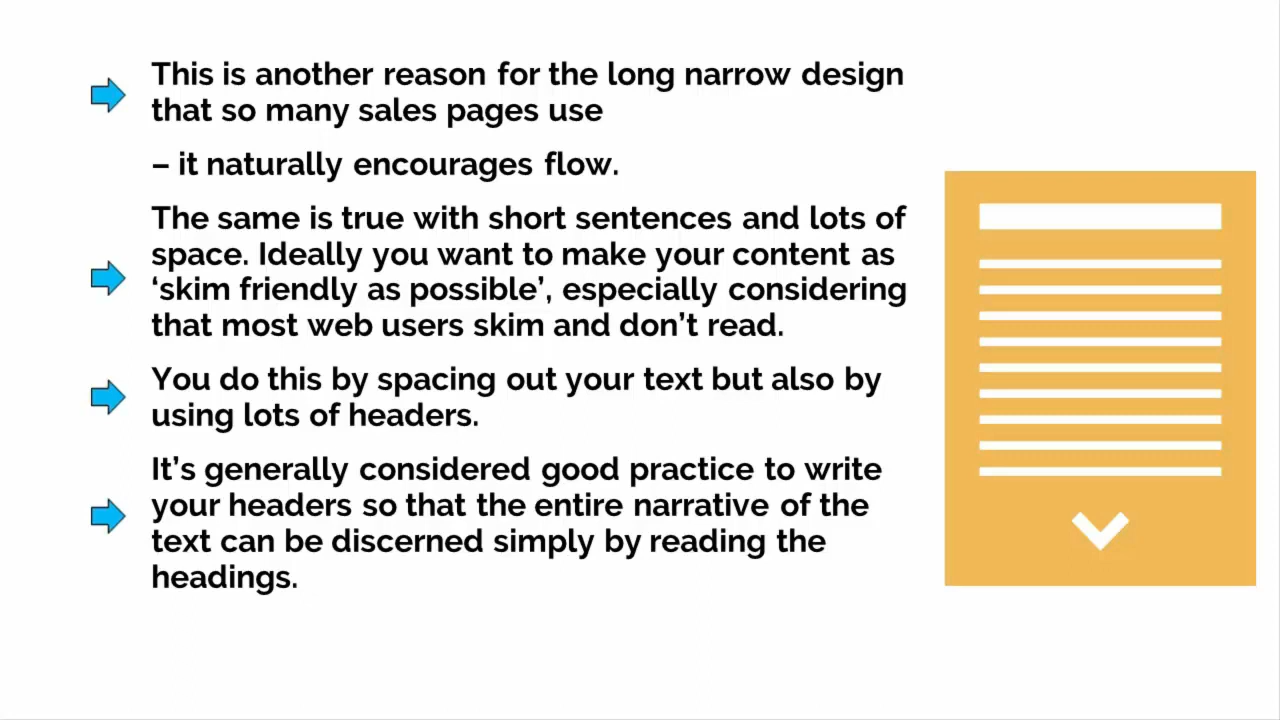 This is another reason for the long narrow design
that so many sales pages use
– it naturally encourages flow.
The same is true with short sentences and lots of
space. Ideally you want to make your content as
‘skim friendly as possible’, especially considering
that most web users skim and don’t read.
You do this by spacing out your text but also by
using lots of headers.
It’s generally considered good practice to write
your headers so that the entire narrative of the
text can be discerned simply by reading the
headings.